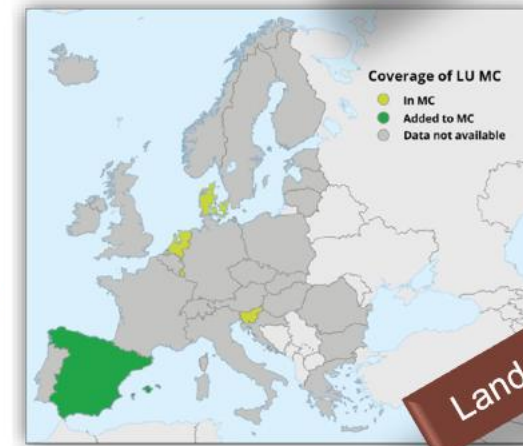 Coverage of LU MC
In MC
Added to MC
Data not available
Land